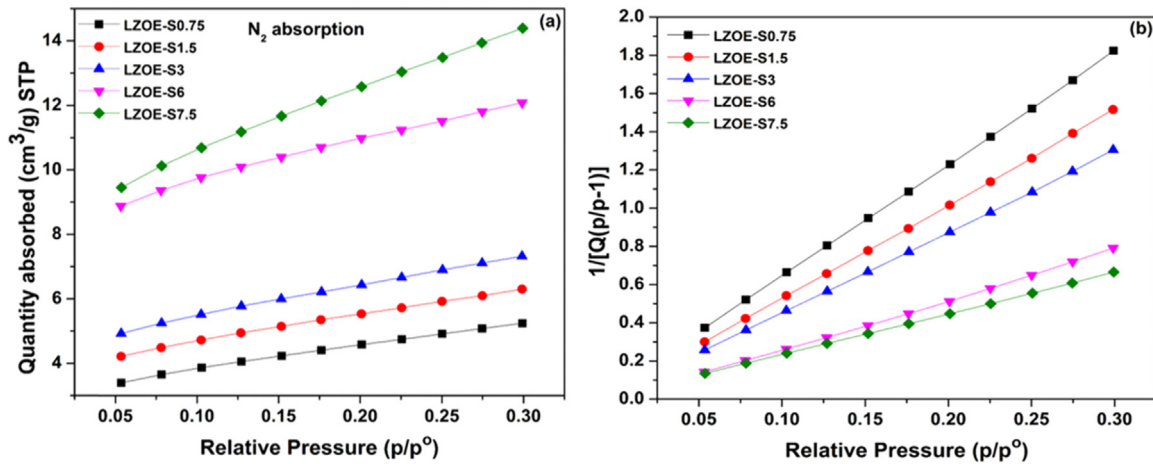 (a)
N₂ absorption
LZOE-S0.75
LZOE-S1.5
LZOE-S3
LZOE-S6
LZOE-S7.5
Quantity absorbed (cm³/g) STP
14
12
10
8
6
4
0.05 0.10 0.15 0.20 0.25 0.30
Relative Pressure (p/p°)
(b)
LZOE-S0.75
LZOE-S1.5
LZOE-S3
LZOE-S6
LZOE-S7.5
1/[Q(p/p-1)]
2.0
1.8
1.6
1.4
1.2
1.0
0.8
0.6
0.4
0.2
0.0
0.05 0.10 0.15 0.20 0.25 0.30
Relative Pressure (p/p°)